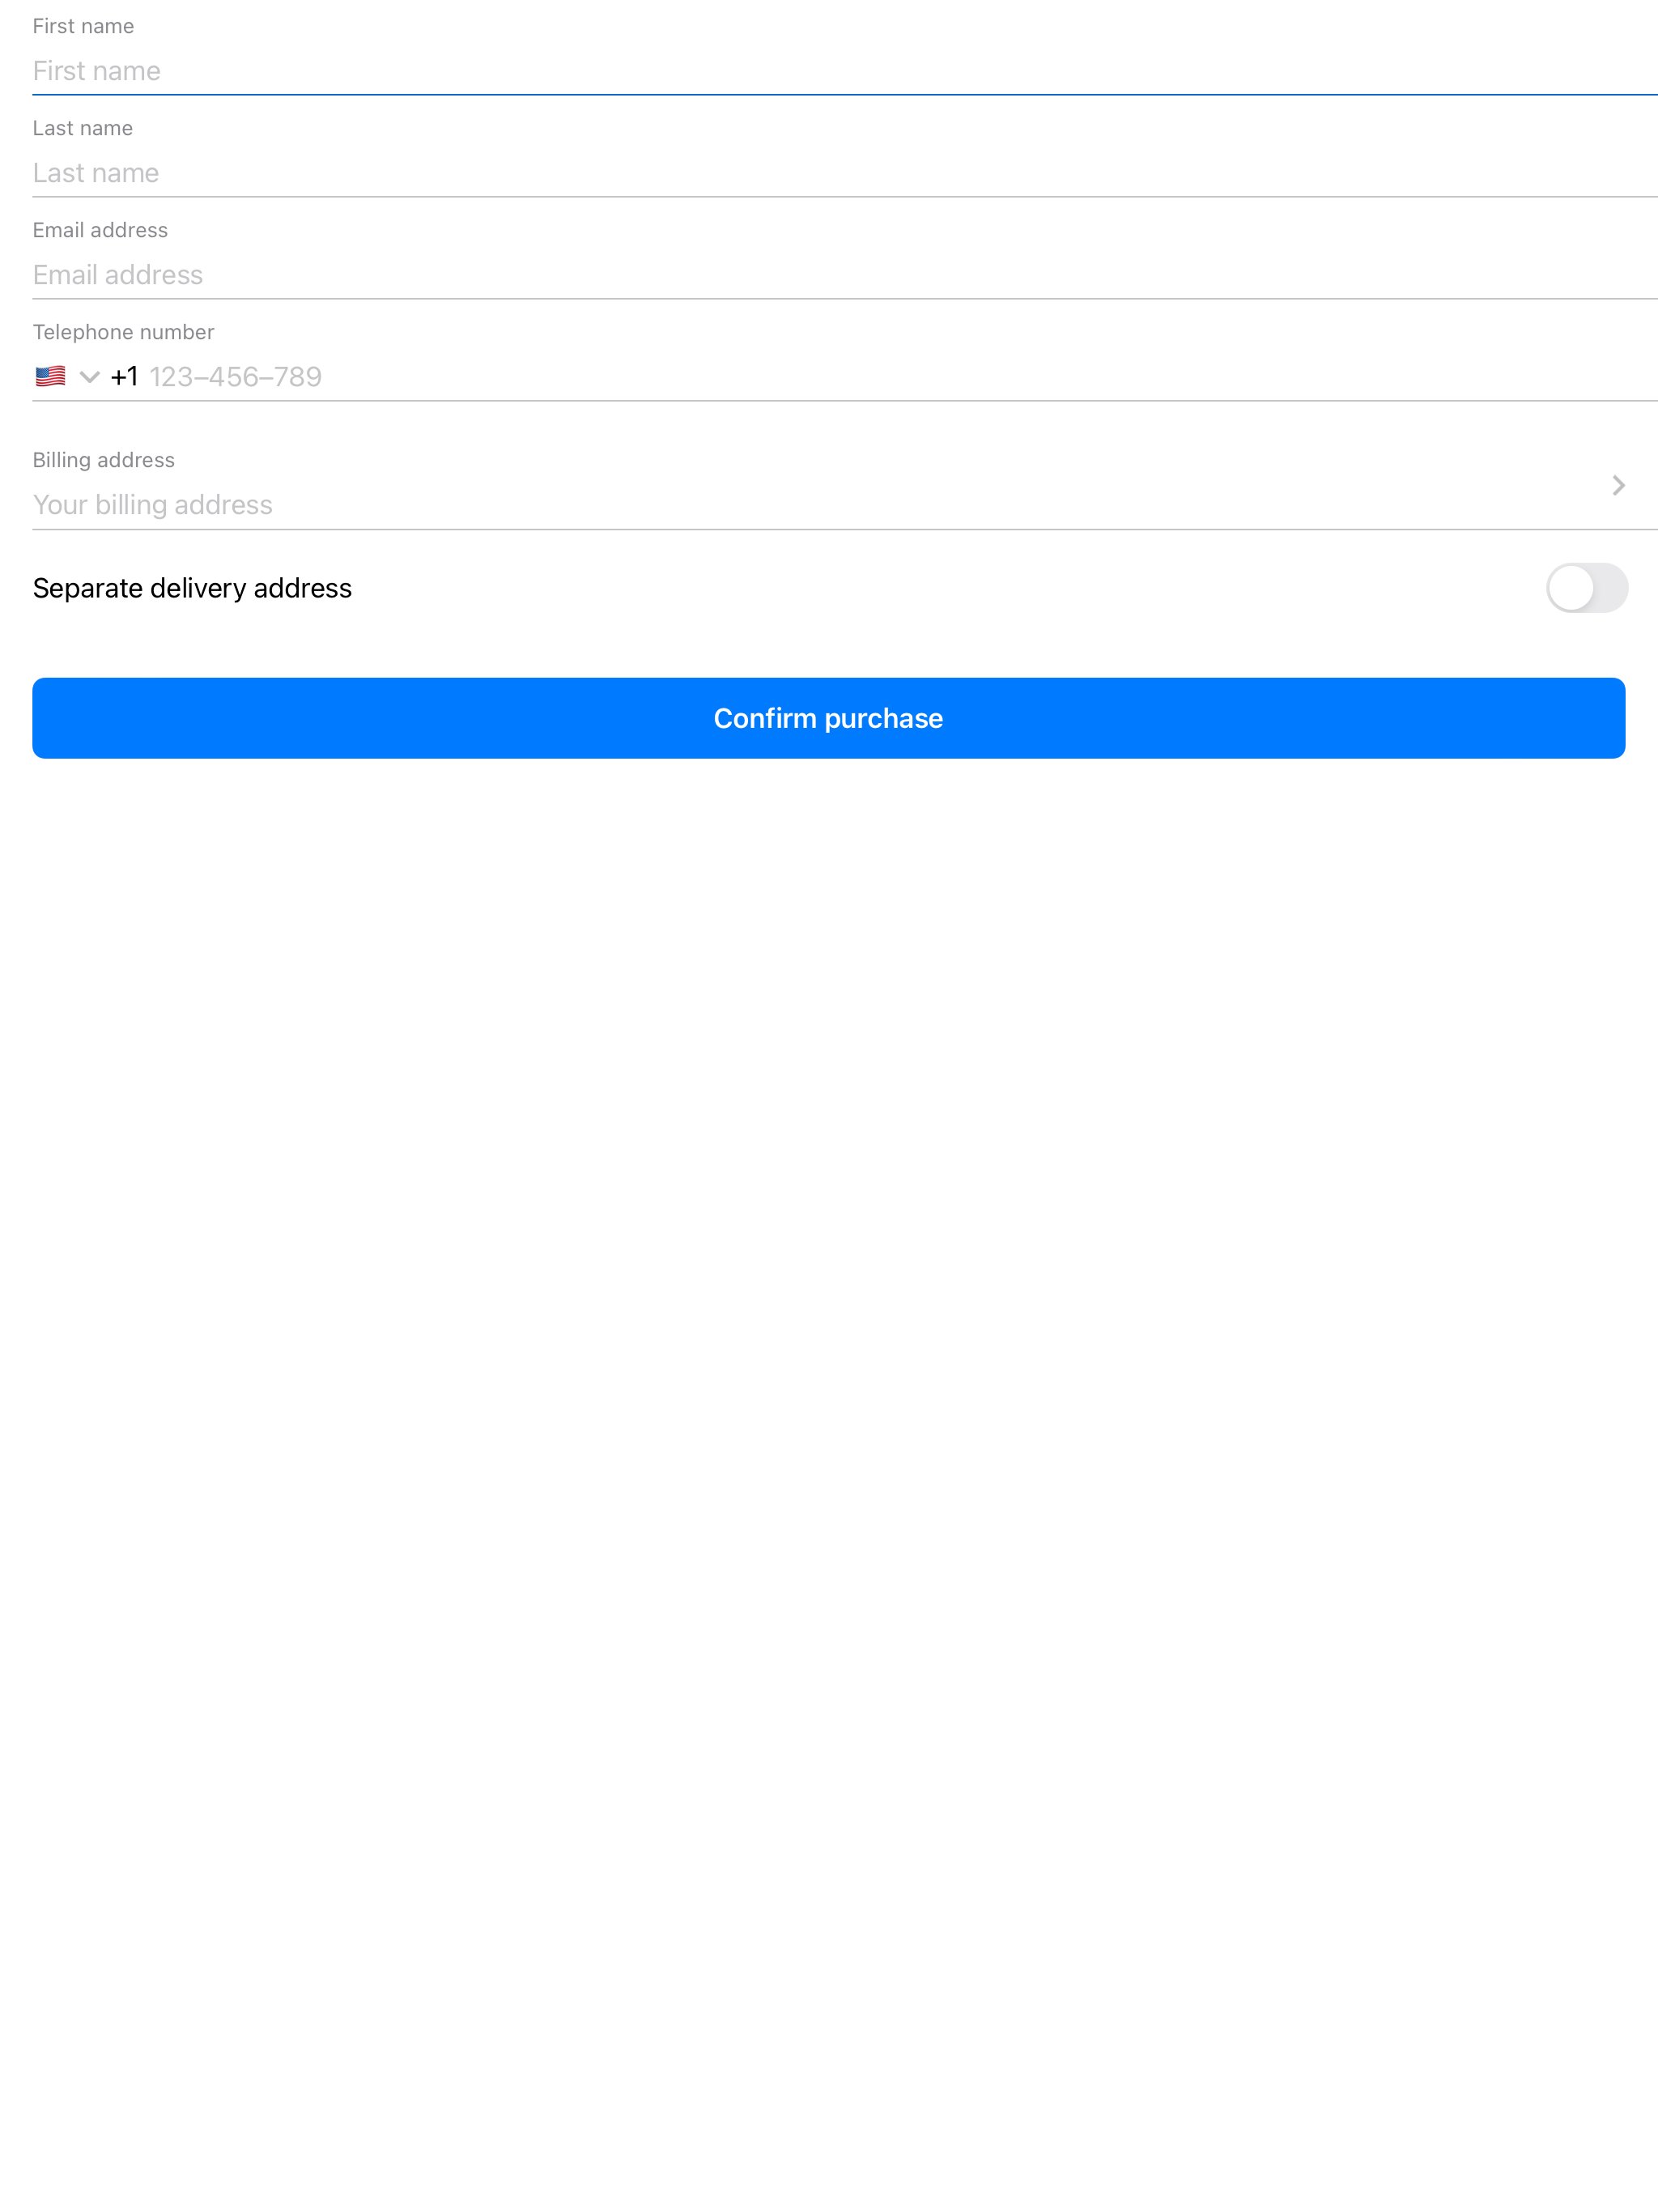 First name
First name
Last name
Last name
Email address
Email address
Telephone number
+1 123–456–789
Billing address
Your billing address
Separate delivery address
Confirm purchase